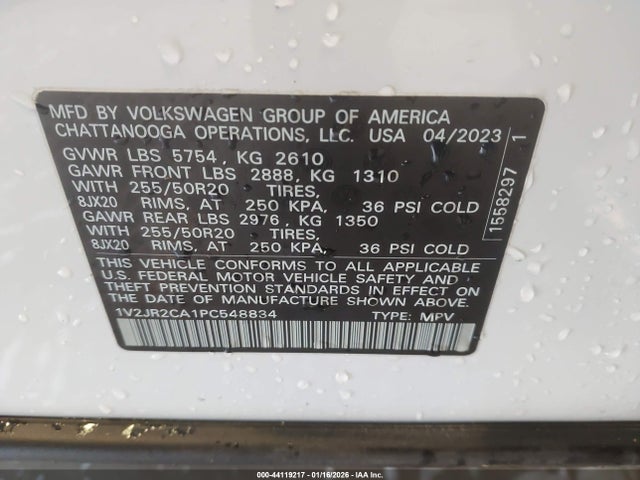 MFD BY VOLKSWAGEN GROUP OF AMERICA
CHATTANOOGA OPERATIONS, LLC. USA 04/2023
GVWR LBS 5754, KG 2610
GAWR FRONT LBS 2888, KG 1310
WITH 255/50R20 TIRES,
8JX20 RIMS, AT 250 KPA, 36 PSI COLD
GAWR REAR LBS 2976, KG 1350
WITH 255/50R20 TIRES,
8JX20 RIMS, AT 250 KPA, 36 PSI COLD
THIS VEHICLE CONFORMS TO ALL APPLICABLE
U.S. FEDERAL MOTOR VEHICLE SAFETY AND
THEFT PREVENTION STANDARDS IN EFFECT ON
THE DATE OF MANUFACTURE SHOWN ABOVE.
1V2JR2CA1PC548834 TYPE: MPV
1558297 1
000-44119217 - 01/16/2026 - IAA Inc.